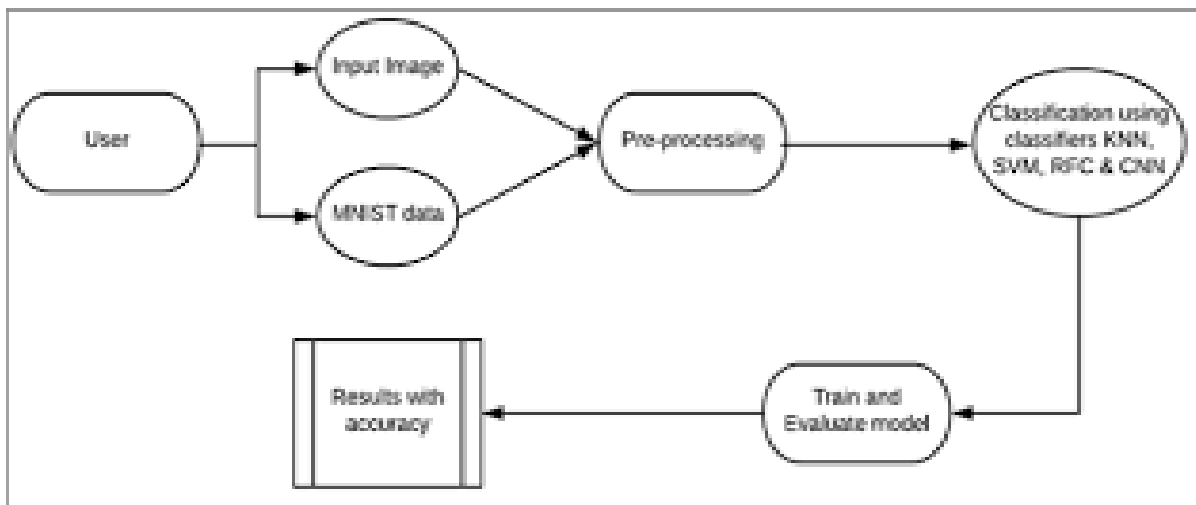 User
Input Image
MNIST data
Pre-processing
Classification using
classifiers KNN,
SVM, RFC & CNN
Train and
Evaluate model
Results with
accuracy